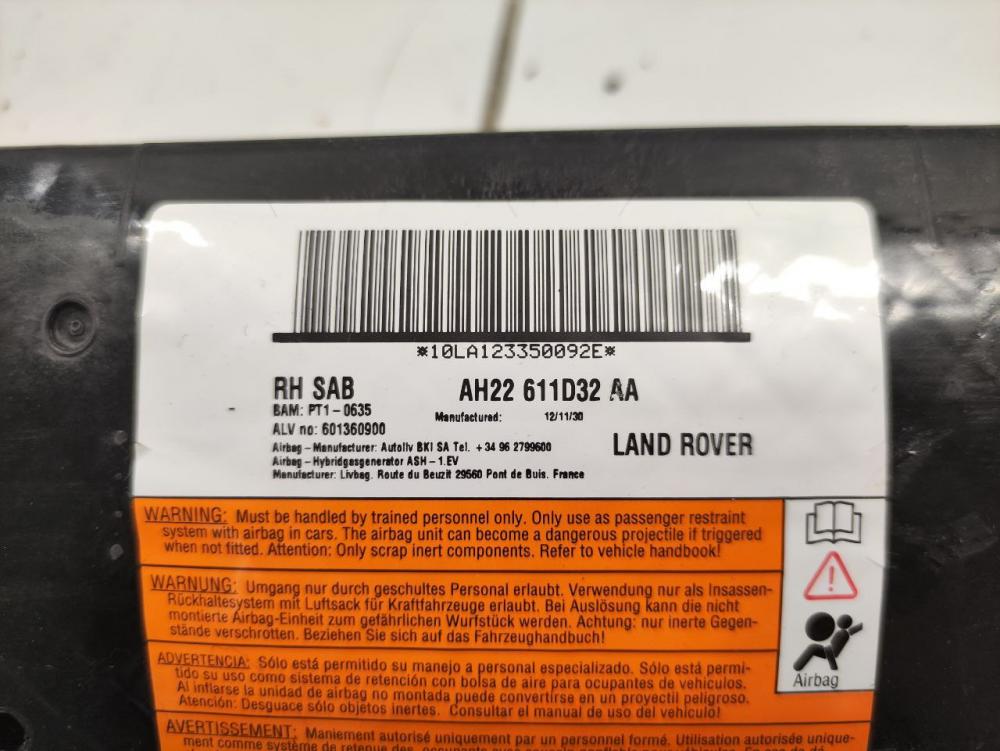 *10LA123350092E*
RH SAB AH22 611D32 AA
BAM: PT1-0635 Manufactured: 12/11/30
ALV no: 601360900
LAND ROVER
Airbag-Manufacturer: Autoliv BKI SA Tel. +34 96 2799600
Airbag-Hybridgasgenerator ASH-1.EV
Manufacturer: Livbag. Route du Beuzit 29560 Pont de Buis. France
WARNING: Must be handled by trained personnel only. Only use as passenger restraint
system with airbag in cars. The airbag unit can become a dangerous projectile if triggered
when not fitted. Attention: Only scrap inert components. Refer to vehicle handbook!
WARNUNG: Umgang nur durch geschultes Personal erlaubt. Verwendung nur als Insassen-
Rückhaltesystem mit Luftsack für Kraftfahrzeuge erlaubt. Bei Auslösung kann die nicht
montierte Airbag-Einheit zum gefährlichen Wurfstück werden. Achtung: nur inerte Gegen-
stände verschrotten. Beziehen Sie sich auf das Fahrzeughandbuch!
Airbag
ADVERTENCIA: Sólo está permitido su manejo a personal especializado. Sólo está permi-
tido su uso como sistema de retención con bolsa de aire para ocupantes de vehículos.
Al inflarse la unidad de airbag no montada puede convertirse en un proyectil peligroso.
Atención: Desguace sólo objetos inertes. Consultar el manual de uso del vehículo!
AVERTISSEMENT: Maniement autorisé uniquement par un personnel formé. Utilisation autorisée unique-
ment comme système de retenue des occupants avec